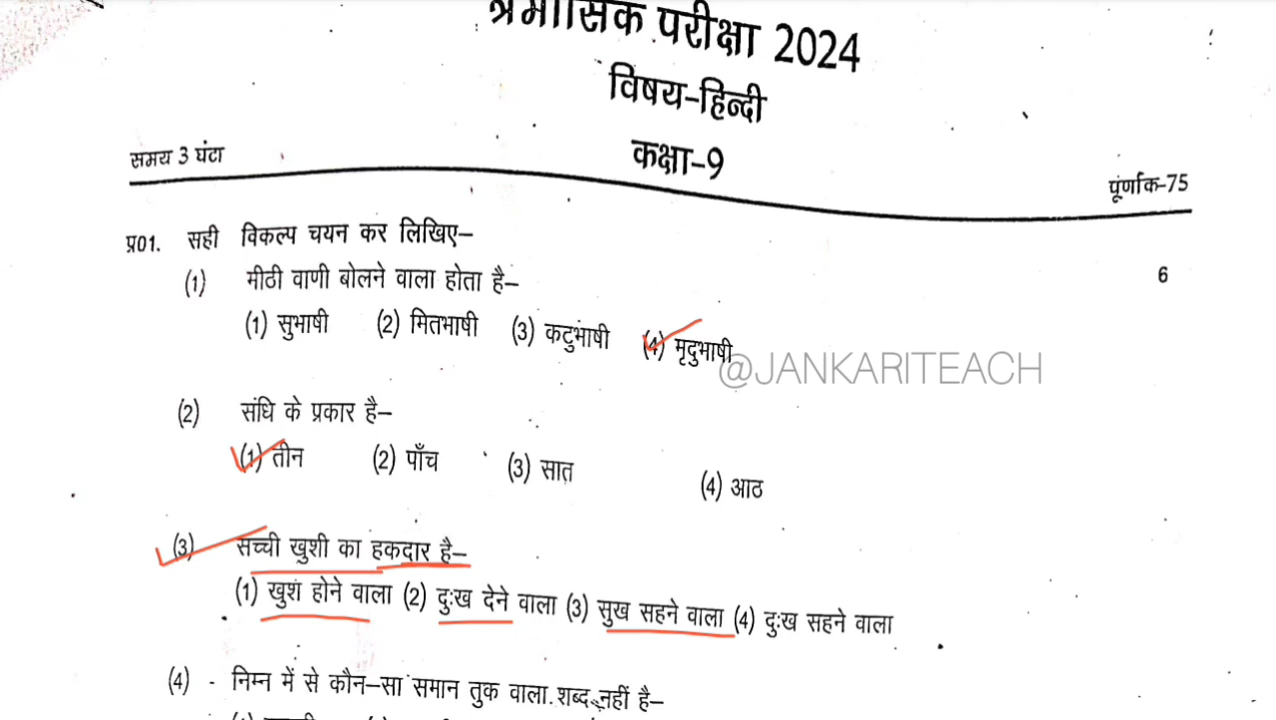 त्रैमासिक परीक्षा 2024
विषय-हिन्दी
कक्षा-9
समय 3 घंटा
पूर्णाक-75
प्र01. सही विकल्प चयन कर लिखिए–
6
(1) मीठी वाणी बोलने वाला होता है–
(1) सुभाषी (2) मितभाषी (3) कटुभाषी (4) मृदुभाषी
@JANKARITEACH
(2) संधि के प्रकार है–
(1) तीन (2) पाँच (3) सात (4) आठ
(3) सच्ची खुशी का हकदार है–
(1) खुश होने वाला (2) दुःख देने वाला (3) सुख सहने वाला (4) दुःख सहने वाला
(4) निम्न में से कौन–सा समान तुक वाला शब्द नहीं है–